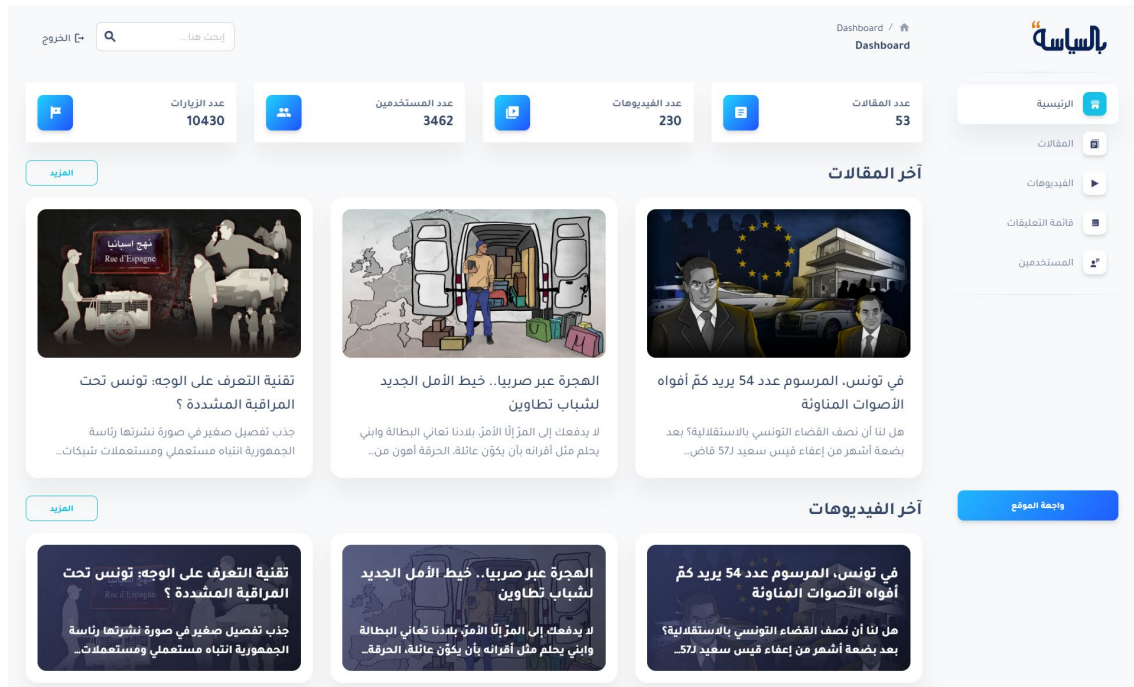 بالسياسة
الرئيسية
المقالات
الفيديوهات
قائمة التعليقات
المستخدمين
واجهة الموقع
Dashboard /
Dashboard
إبحث هنا...
الخروج
عدد المقالات
53
عدد الفيديوهات
230
عدد المستخدمين
3462
عدد الزيارات
10430
آخر المقالات
المزيد
في تونس، المرسوم عدد 54 يريد كمّ أفواه
الأصوات المناوئة
هل لنا أن نصف القضاء التونسي بالاستقلالية؟ بعد
بضعة أشهر من إعفاء قيس سعيد لـ57 قاض...
الهجرة عبر صربيا.. خيط الأمل الجديد
لشباب تطاوين
لا يدفعك إلى المرّ إلّا الأمرّ، بلادنا تعاني البطالة وابني
يحلم مثل أقرانه بأن يكوّن عائلة، الحرقة أهون من...
نهج اسبانيا
Rue d'Espagne
تقنية التعرف على الوجه: تونس تحت
المراقبة المشددة ؟
جذب تفصيل صغير في صورة نشرتها رئاسة
الجمهورية انتباه مستعملي ومستعملات شبكات...
آخر الفيديوهات
المزيد
في تونس، المرسوم عدد 54 يريد كمّ
أفواه الأصوات المناوئة
هل لنا أن نصف القضاء التونسي بالاستقلالية؟
بعد بضعة أشهر من إعفاء قيس سعيد لـ57...
الهجرة عبر صربيا.. خيط الأمل الجديد
لشباب تطاوين
لا يدفعك إلى المرّ إلّا الأمرّ، بلادنا تعاني البطالة
وابني يحلم مثل أقرانه بأن يكوّن عائلة، الحرقة...
تقنية التعرف على الوجه: تونس تحت
المراقبة المشددة ؟
Rue d'Espagne
جذب تفصيل صغير في صورة نشرتها رئاسة
الجمهورية انتباه مستعملي ومستعملات...